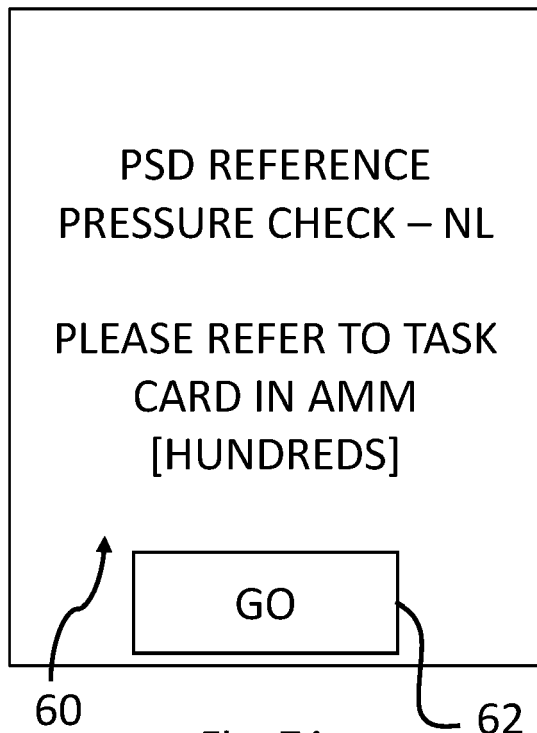 PSD REFERENCE
PRESSURE CHECK – NL
PLEASE REFER TO TASK
CARD IN AMM
[HUNDREDS]
GO
60
62